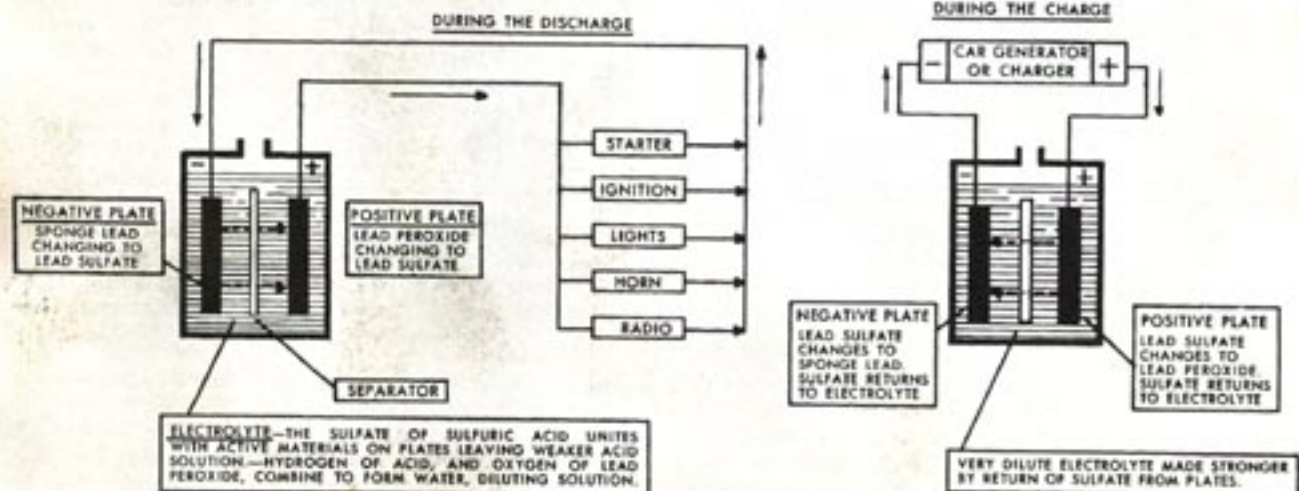 DURING THE DISCHARGE
-
+
NEGATIVE PLATE
SPONGE LEAD
CHANGING TO
LEAD SULFATE
POSITIVE PLATE
LEAD PEROXIDE
CHANGING TO
LEAD SULFATE
STARTER
IGNITION
LIGHTS
HORN
RADIO
SEPARATOR
ELECTROLYTE—THE SULFATE OF SULFURIC ACID UNITES
WITH ACTIVE MATERIALS ON PLATES LEAVING WEAKER ACID
SOLUTION.—HYDROGEN OF ACID, AND OXYGEN OF LEAD
PEROXIDE, COMBINE TO FORM WATER, DILUTING SOLUTION.
DURING THE CHARGE
- CAR GENERATOR +
OR CHARGER
-
+
NEGATIVE PLATE
LEAD SULFATE
CHANGES TO
SPONGE LEAD.
SULFATE RETURNS
TO ELECTROLYTE
POSITIVE PLATE
LEAD SULFATE
CHANGES TO
LEAD PEROXIDE.
SULFATE RETURNS
TO ELECTROLYTE
VERY DILUTE ELECTROLYTE MADE STRONGER
BY RETURN OF SULFATE FROM PLATES.